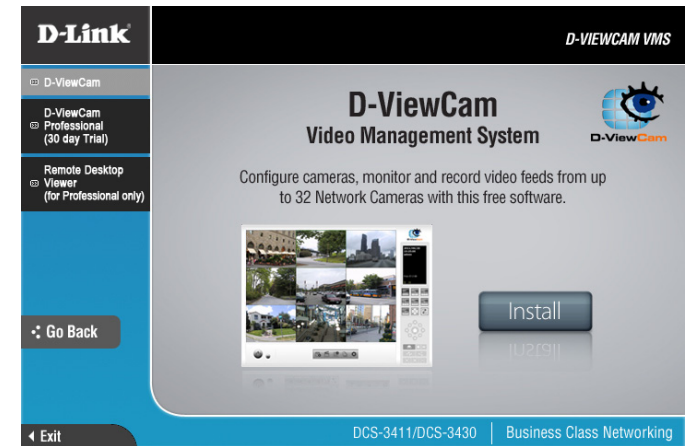 D-Link
D-VIEWCAM VMS
D-ViewCam
D-ViewCam
Professional
(30 day Trial)
Remote Desktop
Viewer
(for Professional only)
Go Back
Exit
D-ViewCam
Video Management System
D-ViewCam
Configure cameras, monitor and record video feeds from up
to 32 Network Cameras with this free software.
Install
DCS-3411/DCS-3430
Business Class Networking